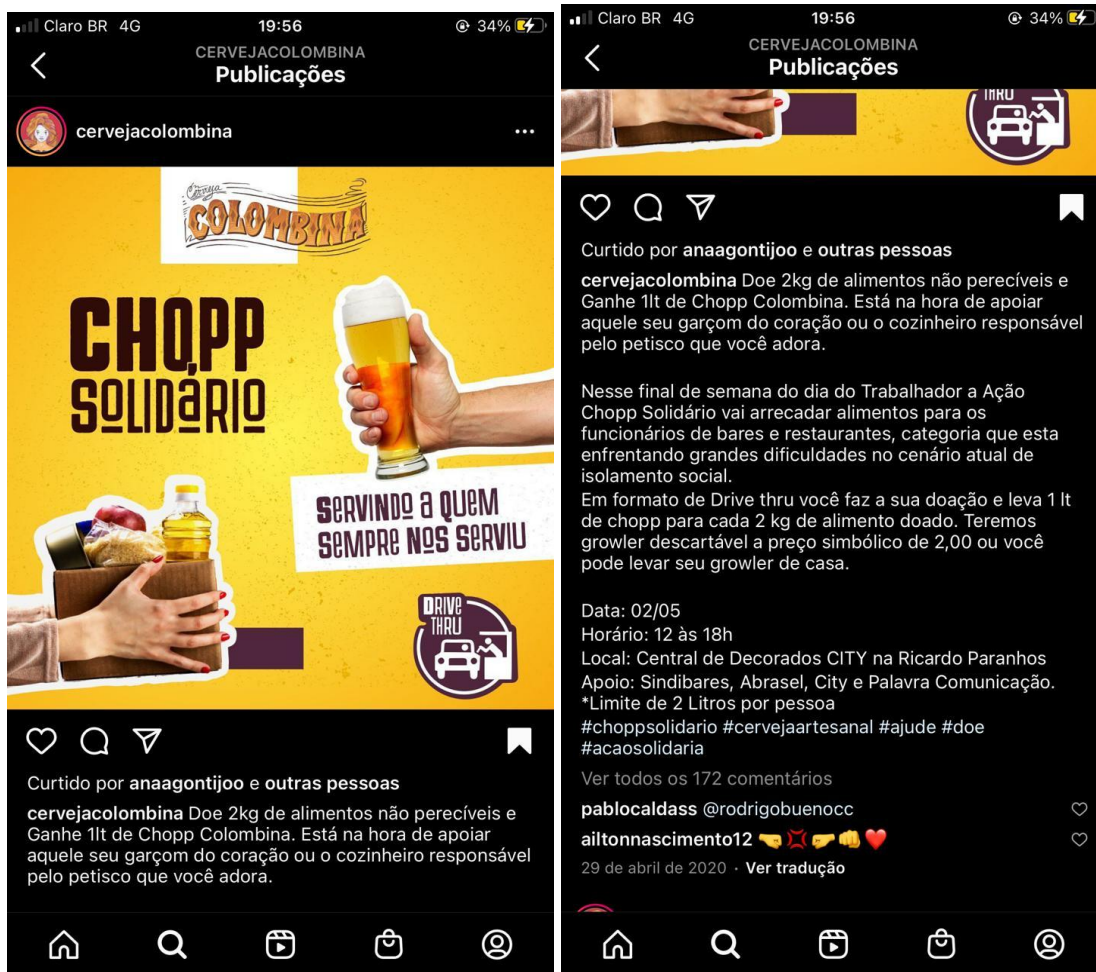 Claro BR 4G 19:56 34%
CERVEJACOLOMBINA
Publicações
cervejacolombina
Cerveja
COLOMBINA
CHOPP
SOLIDÁRIO
SERVINDO A QUEM
SEMPRE NOS SERVIU
DRIVE
THRU
Curtido por anaagontijoo e outras pessoas
cervejacolombina Doe 2kg de alimentos não perecíveis e
Ganhe 1lt de Chopp Colombina. Está na hora de apoiar
aquele seu garçom do coração ou o cozinheiro responsável
pelo petisco que você adora.
Claro BR 4G 19:56 34%
CERVEJACOLOMBINA
Publicações
THRU
Curtido por anaagontijoo e outras pessoas
cervejacolombina Doe 2kg de alimentos não perecíveis e
Ganhe 1lt de Chopp Colombina. Está na hora de apoiar
aquele seu garçom do coração ou o cozinheiro responsável
pelo petisco que você adora.
Nesse final de semana do dia do Trabalhador a Ação
Chopp Solidário vai arrecadar alimentos para os
funcionários de bares e restaurantes, categoria que esta
enfrentando grandes dificuldades no cenário atual de
isolamento social.
Em formato de Drive thru você faz a sua doação e leva 1 lt
de chopp para cada 2 kg de alimento doado. Teremos
growler descartável a preço simbólico de 2,00 ou você
pode levar seu growler de casa.
Data: 02/05
Horário: 12 às 18h
Local: Central de Decorados CITY na Ricardo Paranhos
Apoio: Sindibares, Abrasel, City e Palavra Comunicação.
*Limite de 2 Litros por pessoa
#choppsolidario #cervejaartesanal #ajude #doe
#acaosolidaria
Ver todos os 172 comentários
pablocaldass @rodrigobuenocc
ailtonnascimento12 🤜💢🤛👊❤️
29 de abril de 2020 · Ver tradução